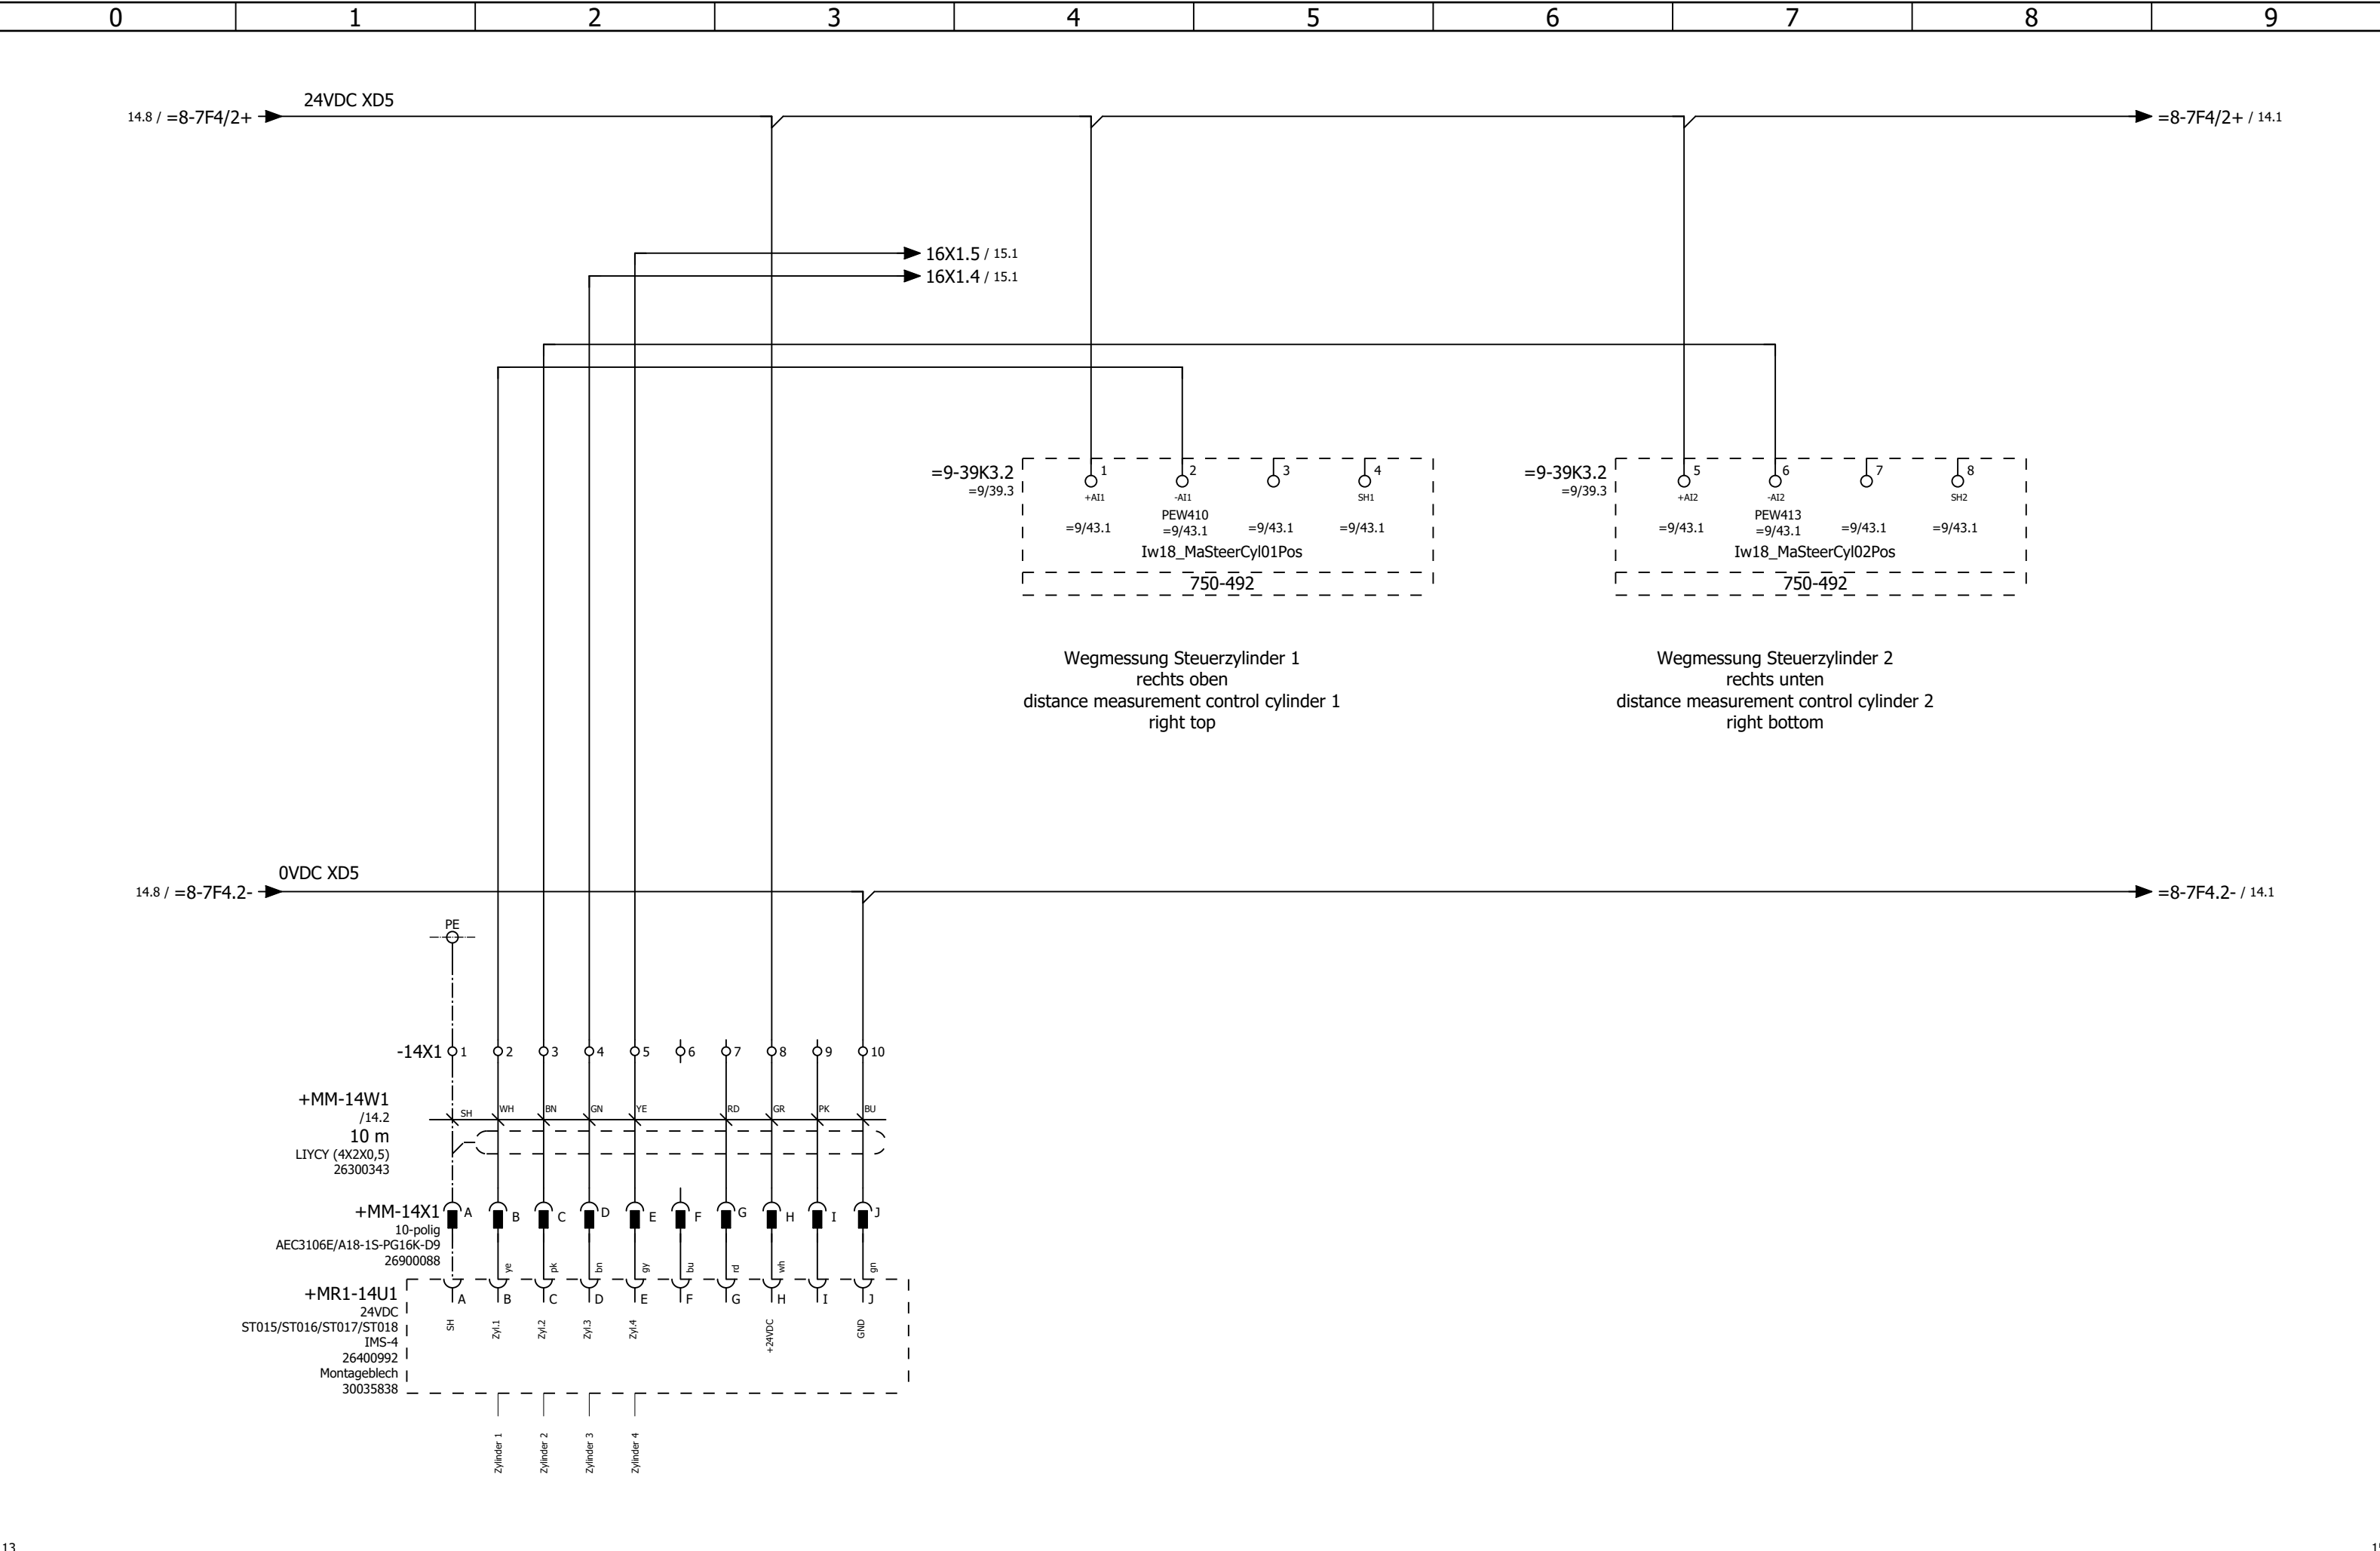 0 1 2 3 4 5 6 7 8 9
24VDC XD5
14.8 / =8-7F4/2+
=8-7F4/2+ / 14.1
16X1.5 / 15.1
16X1.4 / 15.1
=9-39K3.2
=9/39.3
1 2 3 4
+AI1 -AI1 SH1
PEW410
=9/43.1 =9/43.1 =9/43.1 =9/43.1
Iw18_MaSteerCyl01Pos
750-492
=9-39K3.2
=9/39.3
5 6 7 8
+AI2 -AI2 SH2
PEW413
=9/43.1 =9/43.1 =9/43.1 =9/43.1
Iw18_MaSteerCyl02Pos
750-492
Wegmessung Steuerzylinder 1
rechts oben
distance measurement control cylinder 1
right top
Wegmessung Steuerzylinder 2
rechts unten
distance measurement control cylinder 2
right bottom
0VDC XD5
14.8 / =8-7F4.2-
=8-7F4.2- / 14.1
PE
-14X1 1 2 3 4 5 6 7 8 9 10
+MM-14W1
/14.2
10 m
LIYCY (4X2X0,5)
26300343
SH WH BN GN YE RD GR PK BU
+MM-14X1
10-polig
AEC3106E/A18-1S-PG16K-D9
26900088
A B C D E F G H I J
ye pk bn gy bu rd wh gn
+MR1-14U1
24VDC
ST015/ST016/ST017/ST018
IMS-4
26400992
Montageblech
30035838
A B C D E F G H I J
SH Zyl.1 Zyl.2 Zyl.3 Zyl.4 +24VDC GND
Zylinder 1 Zylinder 2 Zylinder 3 Zylinder 4
13